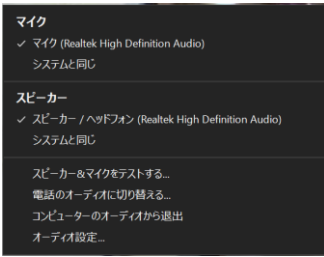 マイク
✓ マイク (Realtek High Definition Audio)
システムと同じ
スピーカー
✓ スピーカー / ヘッドフォン (Realtek High Definition Audio)
システムと同じ
スピーカー&マイクをテストする...
電話のオーディオに切り替える...
コンピューターのオーディオから退出
オーディオ設定...